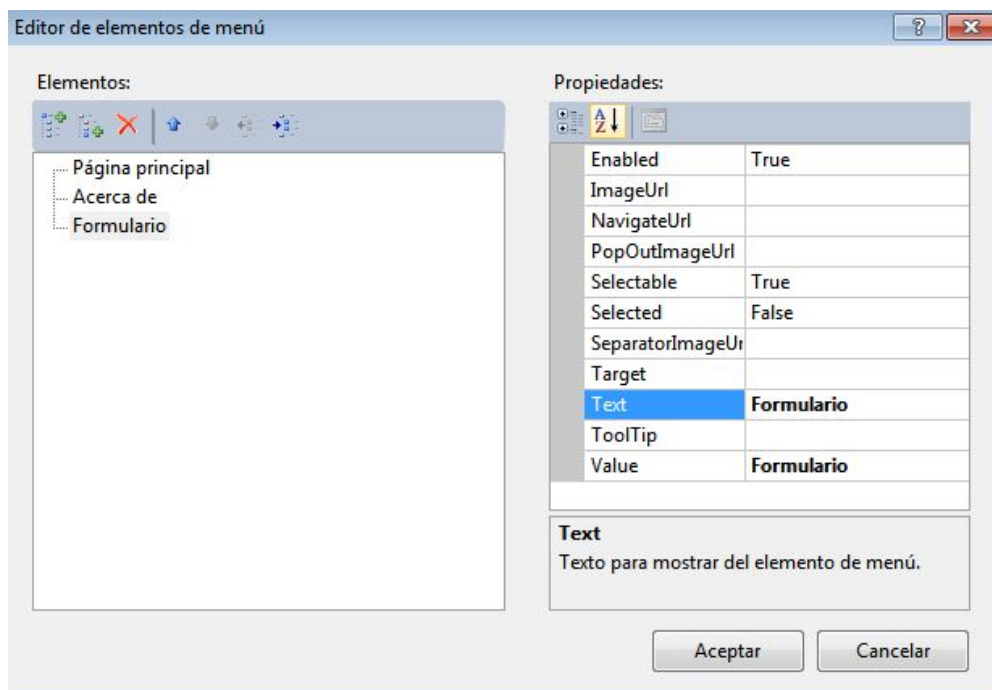 Editor de elementos de menú
Elementos:
Página principal
Acerca de
Formulario
Propiedades:
Enabled True
ImageUrl
NavigateUrl
PopOutImageUrl
Selectable True
Selected False
SeparatorImageUr
Target
Text Formulario
ToolTip
Value Formulario
Text
Texto para mostrar del elemento de menú.
Aceptar Cancelar